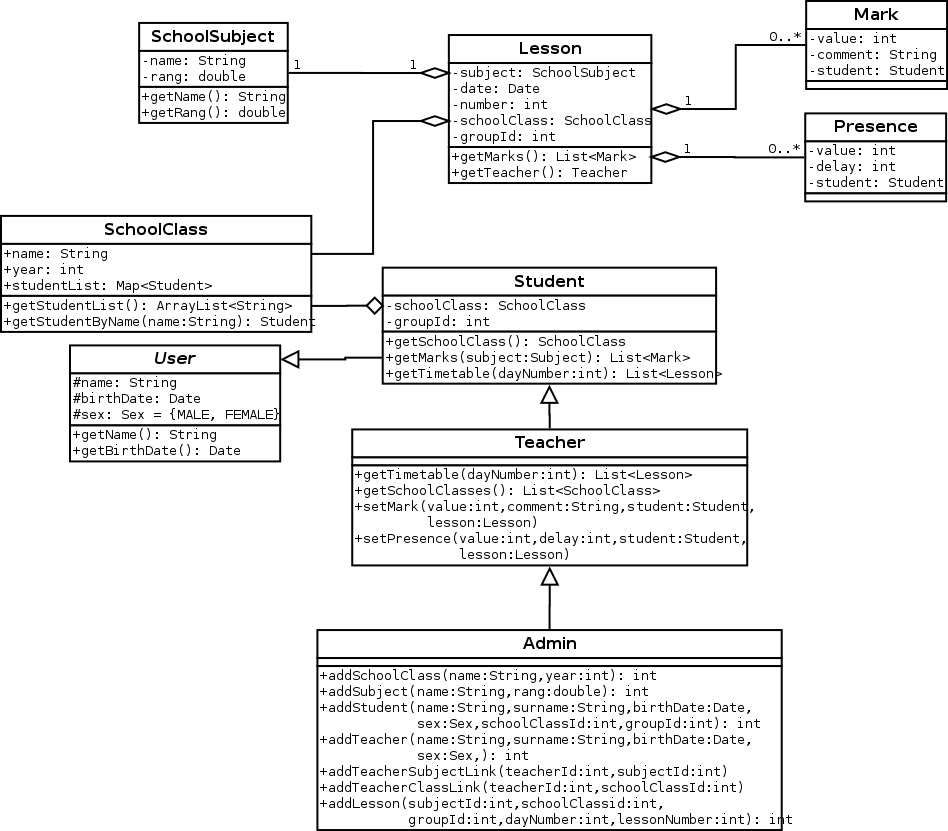 SchoolSubject
-name: String
-rang: double
+getName(): String
+getRang(): double
1
1
Lesson
-subject: SchoolSubject
-date: Date
-number: int
-schoolClass: SchoolClass
-groupId: int
+getMarks(): List<Mark>
+getTeacher(): Teacher
1
0..*
Mark
-value: int
-comment: String
-student: Student
1
0..*
Presence
-value: int
-delay: int
-student: Student
SchoolClass
+name: String
+year: int
+studentList: Map<Student>
+getStudentList(): ArrayList<String>
+getStudentByName(name:String): Student
Student
-schoolClass: SchoolClass
-groupId: int
+getSchoolClass(): SchoolClass
+getMarks(subject:Subject): List<Mark>
+getTimetable(dayNumber:int): List<Lesson>
User
#name: String
#birthDate: Date
#sex: Sex = {MALE, FEMALE}
+getName(): String
+getBirthDate(): Date
Teacher
+getTimetable(dayNumber:int): List<Lesson>
+getSchoolClasses(): List<SchoolClass>
+setMark(value:int,comment:String,student:Student,
lesson:Lesson)
+setPresence(value:int,delay:int,student:Student,
lesson:Lesson)
Admin
+addSchoolClass(name:String,year:int): int
+addSubject(name:String,rang:double): int
+addStudent(name:String,surname:String,birthDate:Date,
sex:Sex,schoolClassId:int,groupId:int): int
+addTeacher(name:String,surname:String,birthDate:Date,
sex:Sex,): int
+addTeacherSubjectLink(teacherId:int,subjectId:int)
+addTeacherClassLink(teacherId:int,schoolClassId:int)
+addLesson(subjectId:int,schoolClassid:int,
groupId:int,dayNumber:int,lessonNumber:int): int